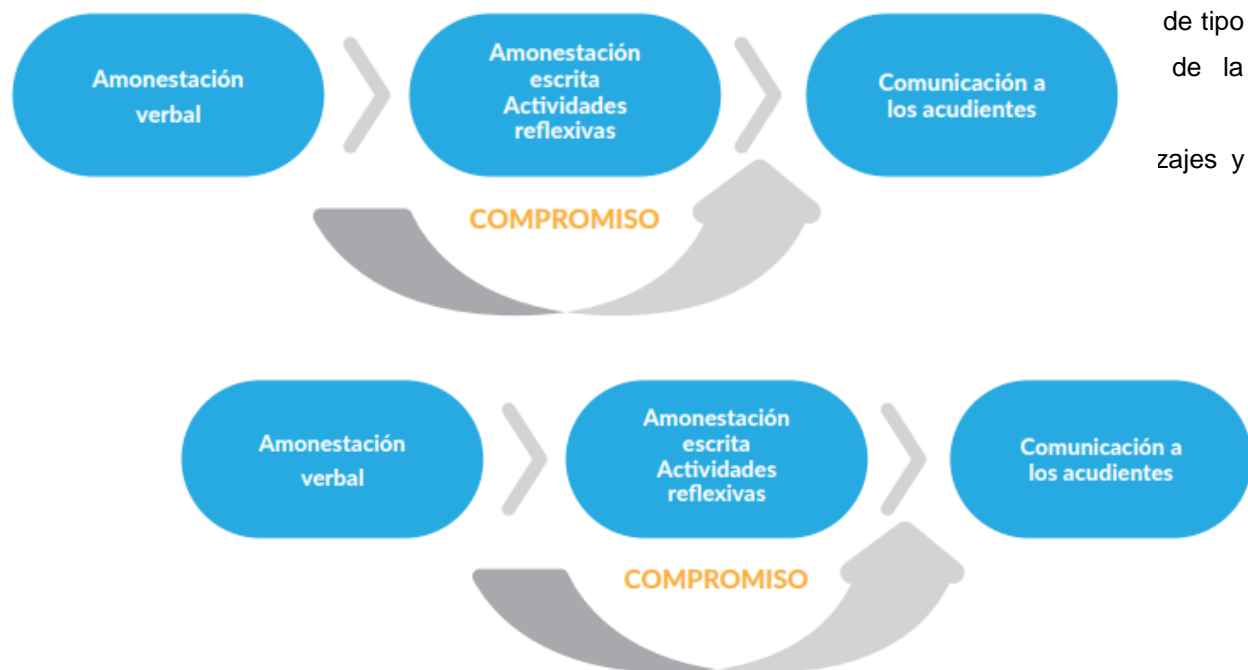 de tipo
de la
zajes y
Amonestación
verbal
Amonestación
escrita
Actividades
reflexivas
Comunicación a
los acudientes
COMPROMISO
Amonestación
verbal
Amonestación
escrita
Actividades
reflexivas
Comunicación a
los acudientes
COMPROMISO